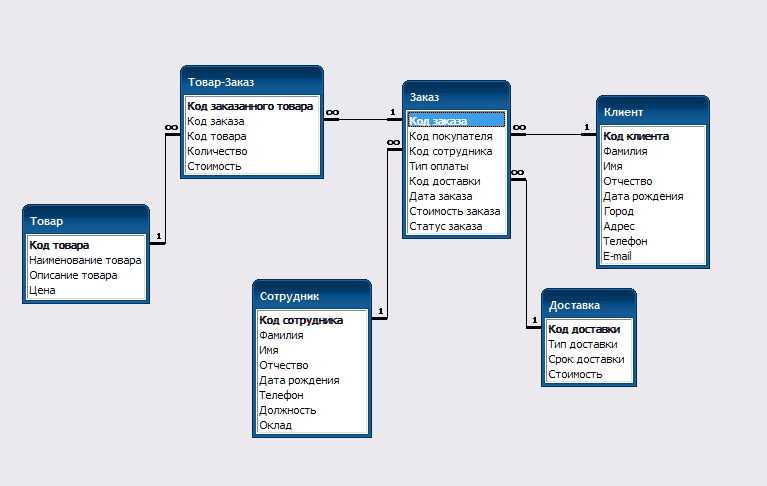 Товар-Заказ
Код заказанного товара
Код заказа
Код товара
Количество
Стоимость
Заказ
Код заказа
Код покупателя
Код сотрудника
Тип оплаты
Код доставки
Дата заказа
Стоимость заказа
Статус заказа
Клиент
Код клиента
Фамилия
Имя
Отчество
Дата рождения
Город
Адрес
Телефон
E-mail
Товар
Код товара
Наименование товара
Описание товара
Цена
Сотрудник
Код сотрудника
Фамилия
Имя
Отчество
Дата рождения
Телефон
Должность
Оклад
Доставка
Код доставки
Тип доставки
Срок доставки
Стоимость
∞ 1
∞ 1
∞ 1
∞ 1
∞ 1